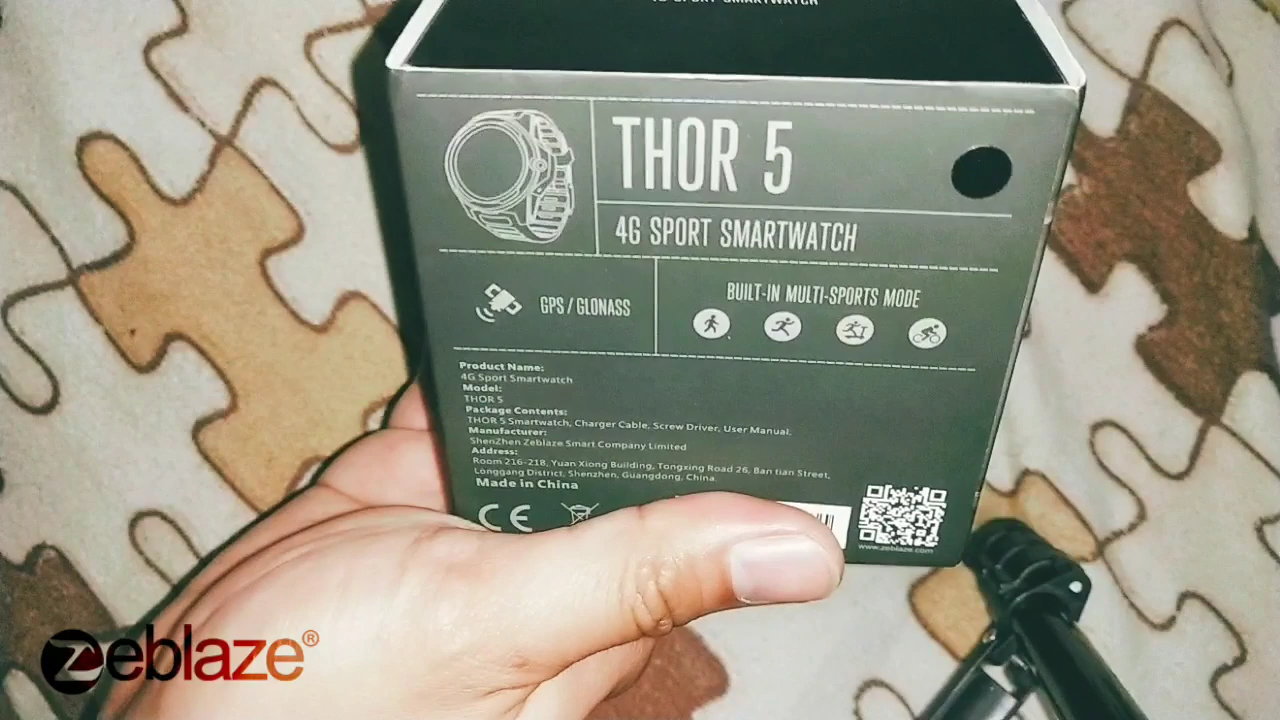 4G SPORT SMARTWATCH
THOR 5
4G SPORT SMARTWATCH
GPS / GLONASS
BUILT-IN MULTI-SPORTS MODE
Product Name:
4G Sport Smartwatch
Model:
THOR 5
Package Contents:
THOR 5 Smartwatch, Charger Cable, Screw Driver, User Manual.
Manufacturer:
ShenZhen Zeblaze Smart Company Limited
Address:
Room 216-218, Yuan Xiong Building, Tongxing Road 26, Ban tian Street,
Longgang District, Shenzhen, Guangdong, China.
Made in China
CE
www.zeblaze.com
zeblaze®